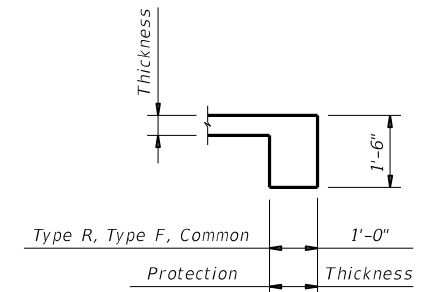 Thickness
1'-6"
Type R, Type F, Common 1'-0"
Protection Thickness